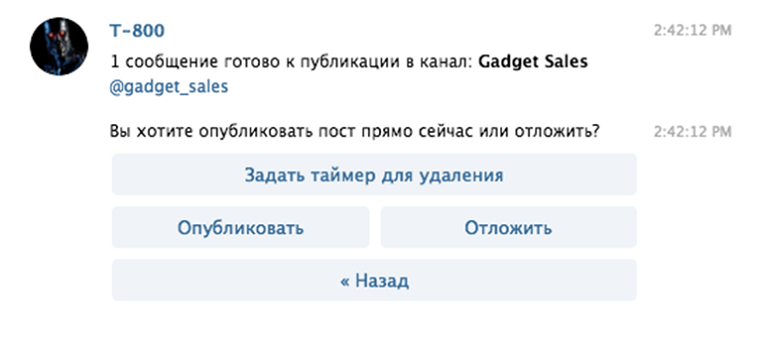 T-800 2:42:12 PM
1 сообщение готово к публикации в канал: Gadget Sales
@gadget_sales
Вы хотите опубликовать пост прямо сейчас или отложить? 2:42:12 PM
Задать таймер для удаления
Опубликовать Отложить
« Назад